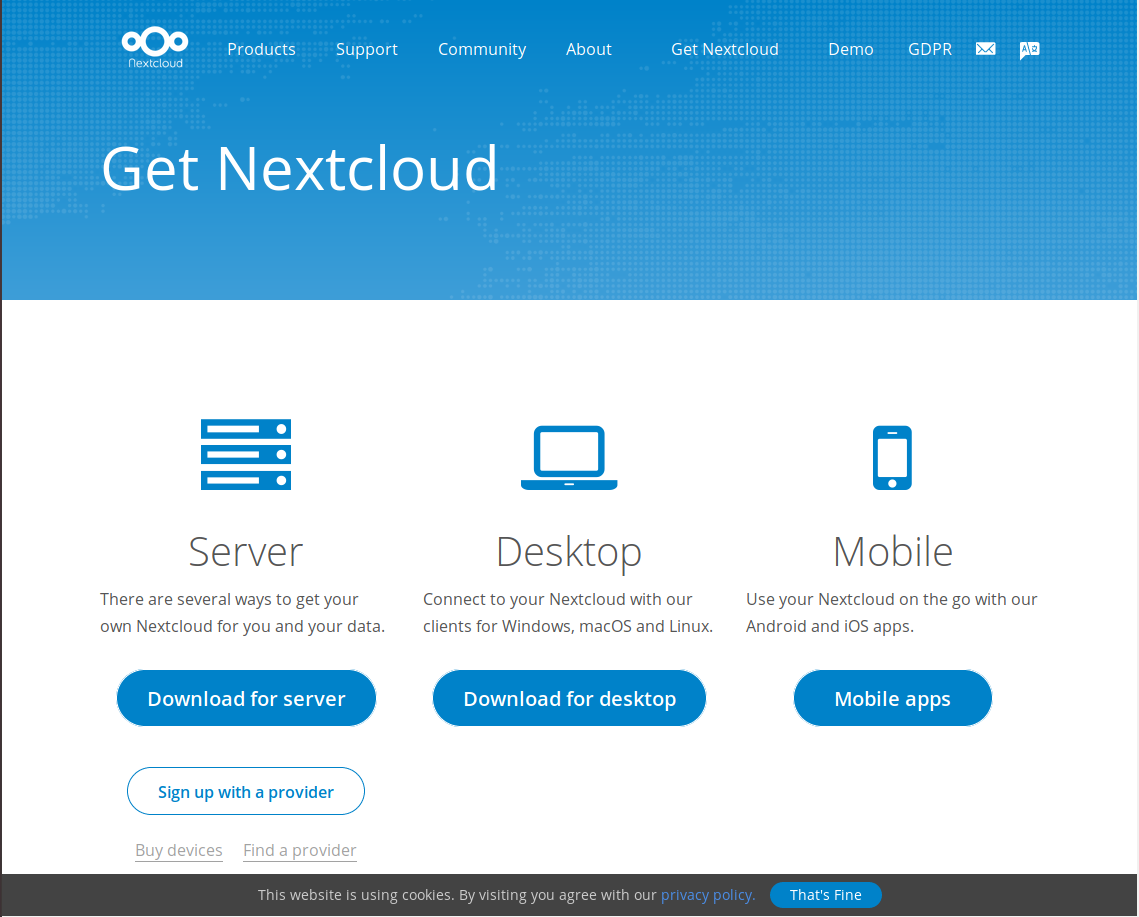 Nextcloud
Products Support Community About Get Nextcloud Demo GDPR
Get Nextcloud
Server
There are several ways to get your
own Nextcloud for you and your data.
Download for server
Sign up with a provider
Buy devices Find a provider
Desktop
Connect to your Nextcloud with our
clients for Windows, macOS and Linux.
Download for desktop
Mobile
Use your Nextcloud on the go with our
Android and iOS apps.
Mobile apps
This website is using cookies. By visiting you agree with our privacy policy. That's Fine